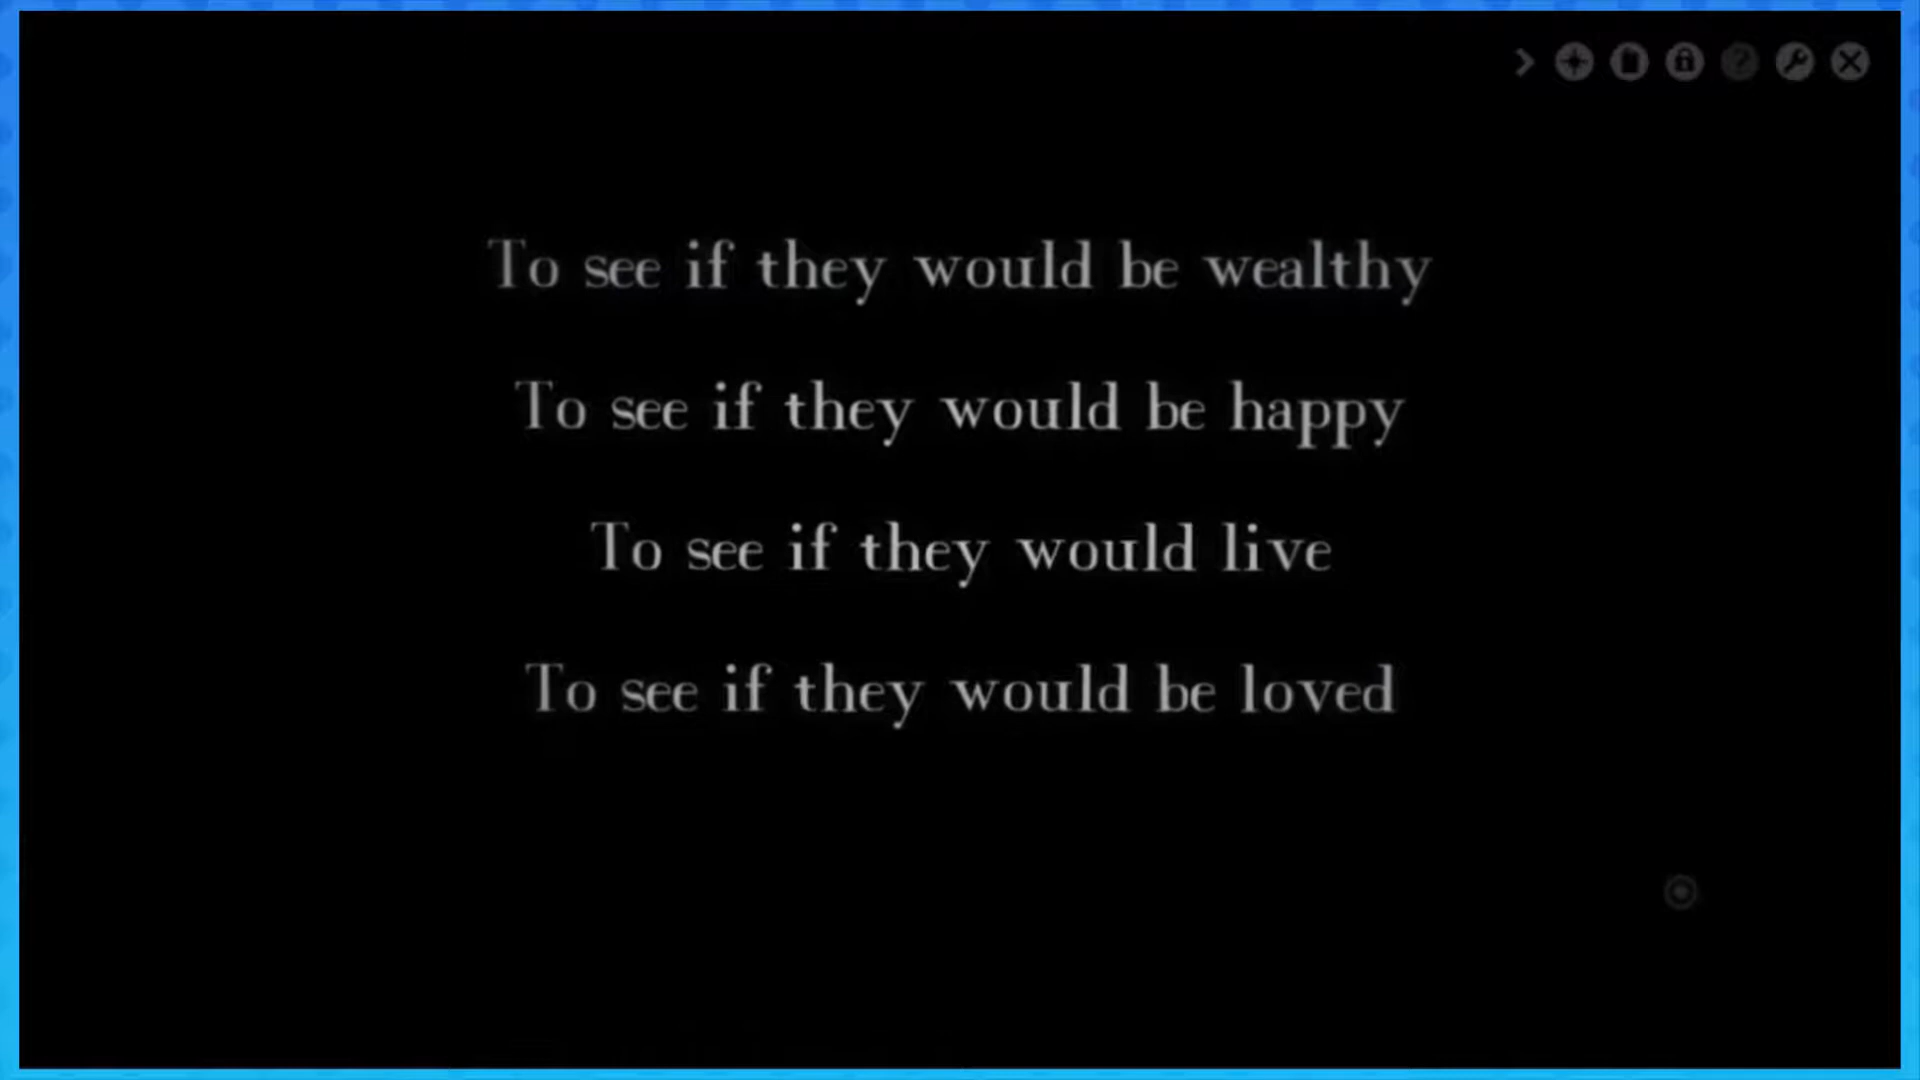 To see if they would be wealthy
To see if they would be happy
To see if they would live
To see if they would be loved